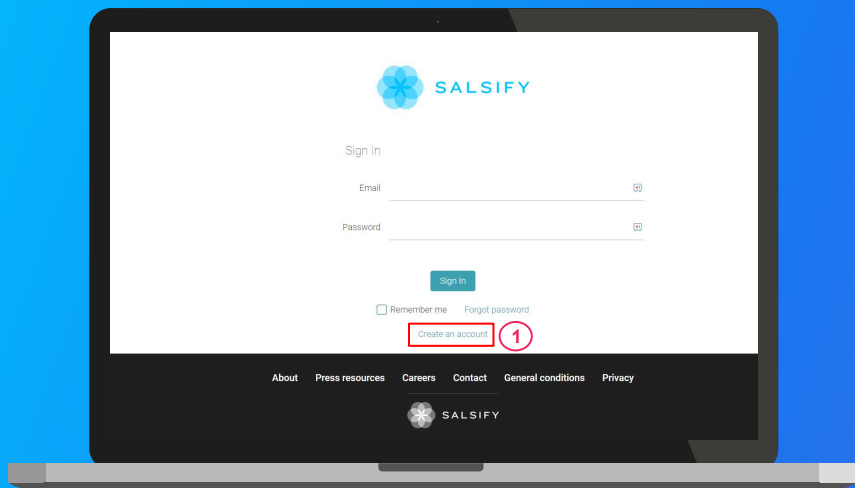 SALSIFY
Sign In
Email
Password
Sign In
Remember me Forgot password
Create an account 1
About Press resources Careers Contact General conditions Privacy
SALSIFY